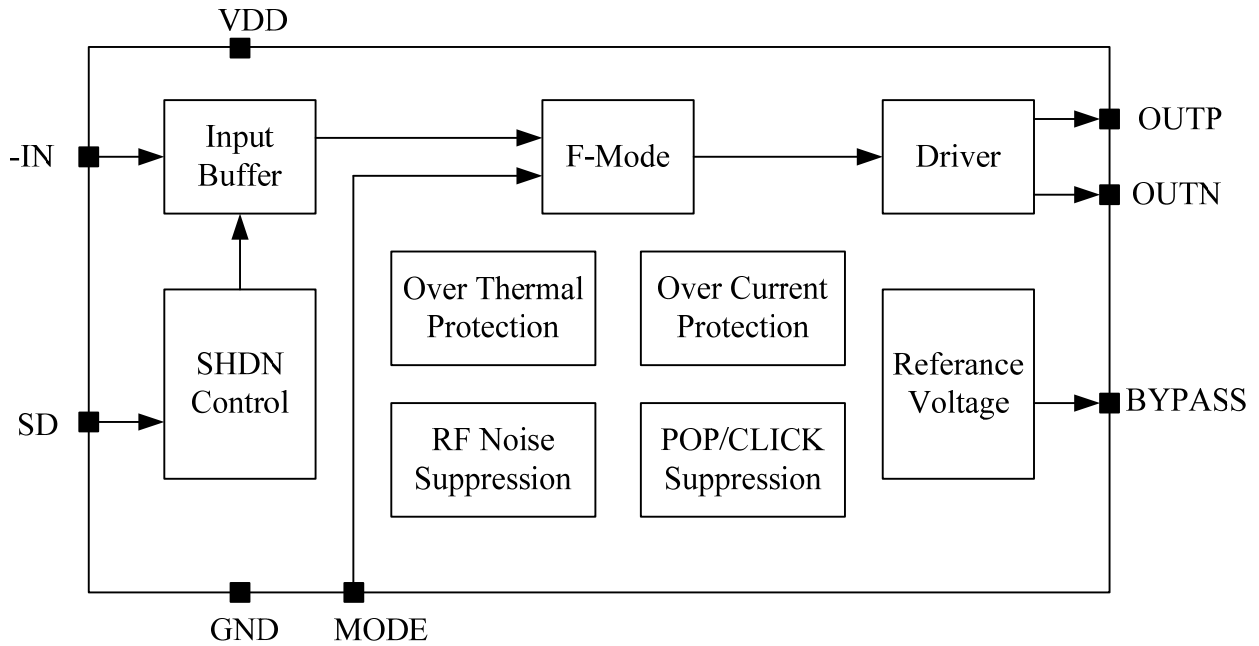 VDD
-IN
Input
Buffer
F-Mode
Driver
OUTP
OUTN
Over Thermal
Protection
Over Current
Protection
SHDN
Control
Referance
Voltage
SD
BYPASS
RF Noise
Suppression
POP/CLICK
Suppression
GND
MODE